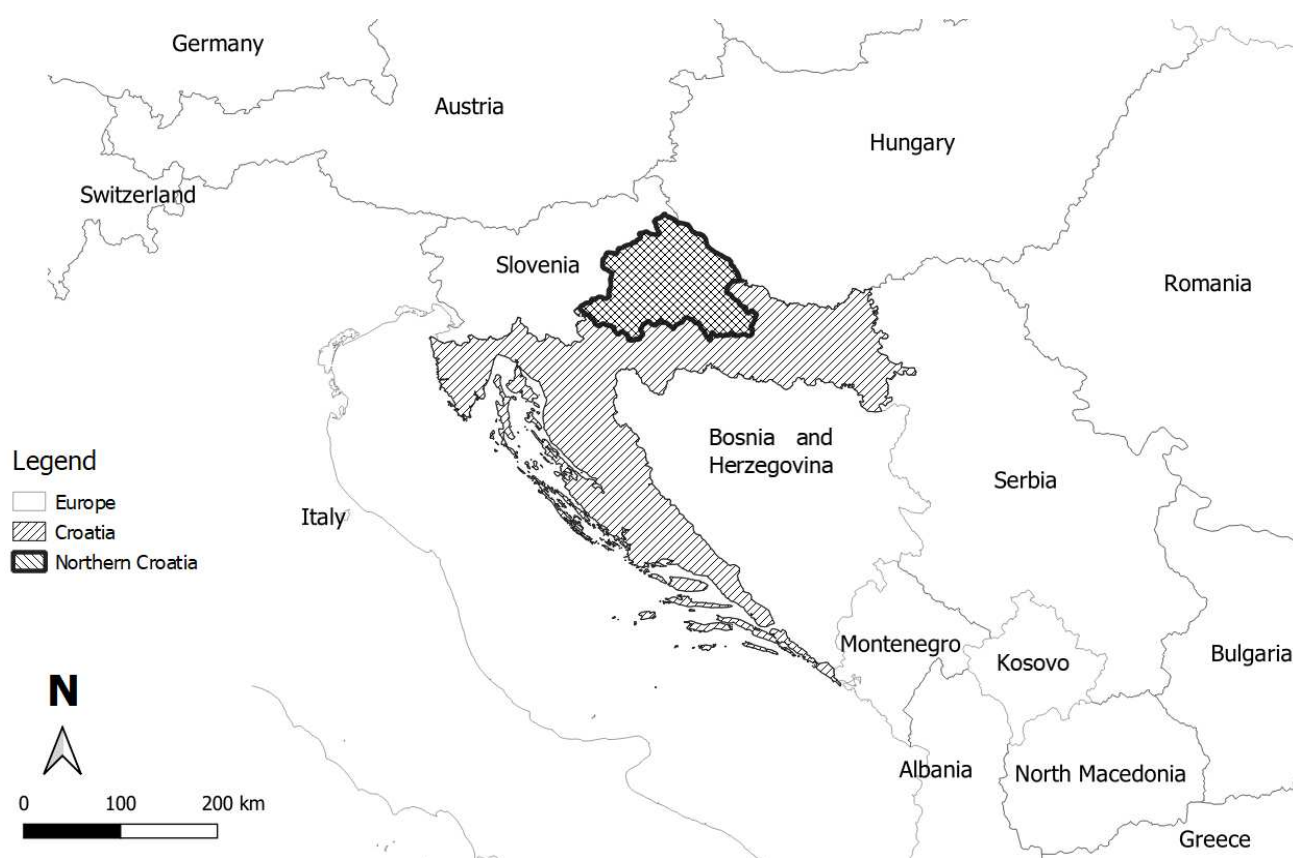 Germany
Austria
Hungary
Switzerland
Slovenia
Romania
Bosnia and
Herzegovina
Serbia
Legend
Europe
Croatia
Northern Croatia
Italy
Montenegro
Kosovo
Bulgaria
N
Albania
North Macedonia
0 100 200 km
Greece